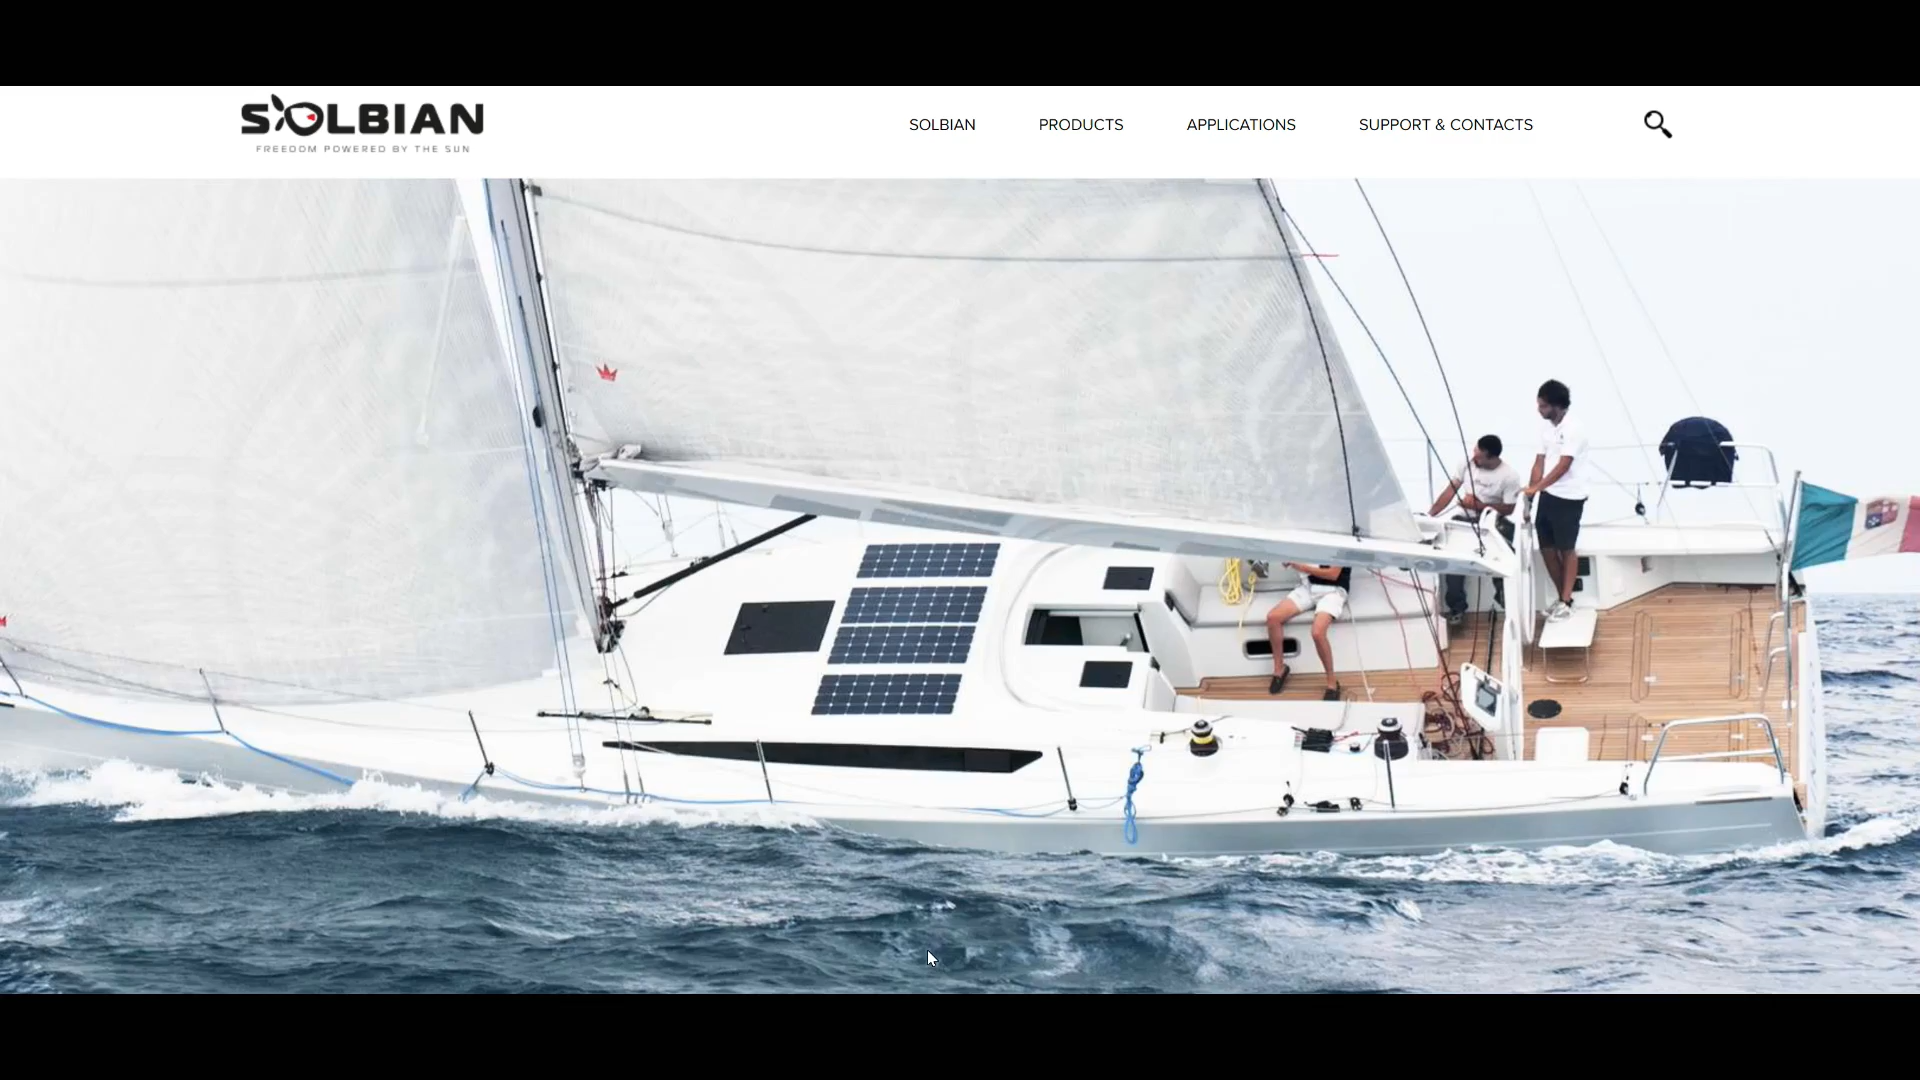 SOLBIAN
FREEDOM POWERED BY THE SUN
SOLBIAN
PRODUCTS
APPLICATIONS
SUPPORT & CONTACTS